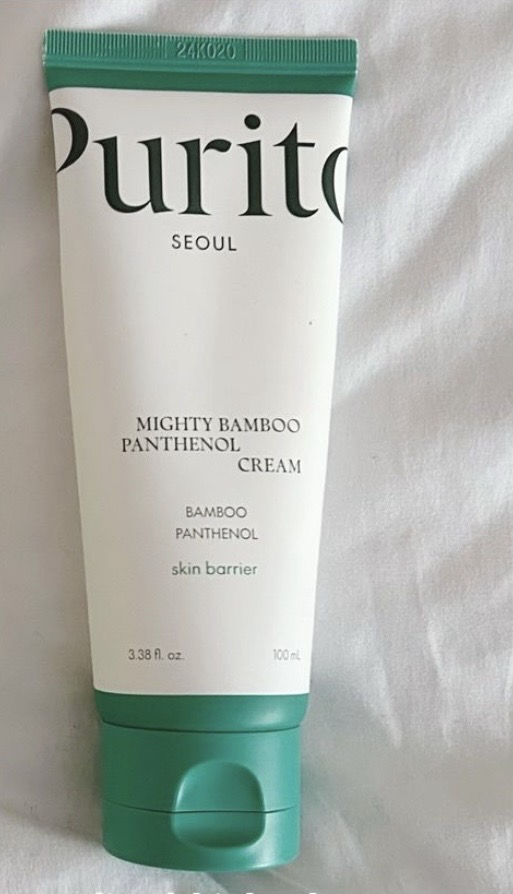 24K020
Purito
SEOUL
MIGHTY BAMBOO
PANTHENOL
CREAM
BAMBOO
PANTHENOL
skin barrier
3.38 fl. oz.
100 mL